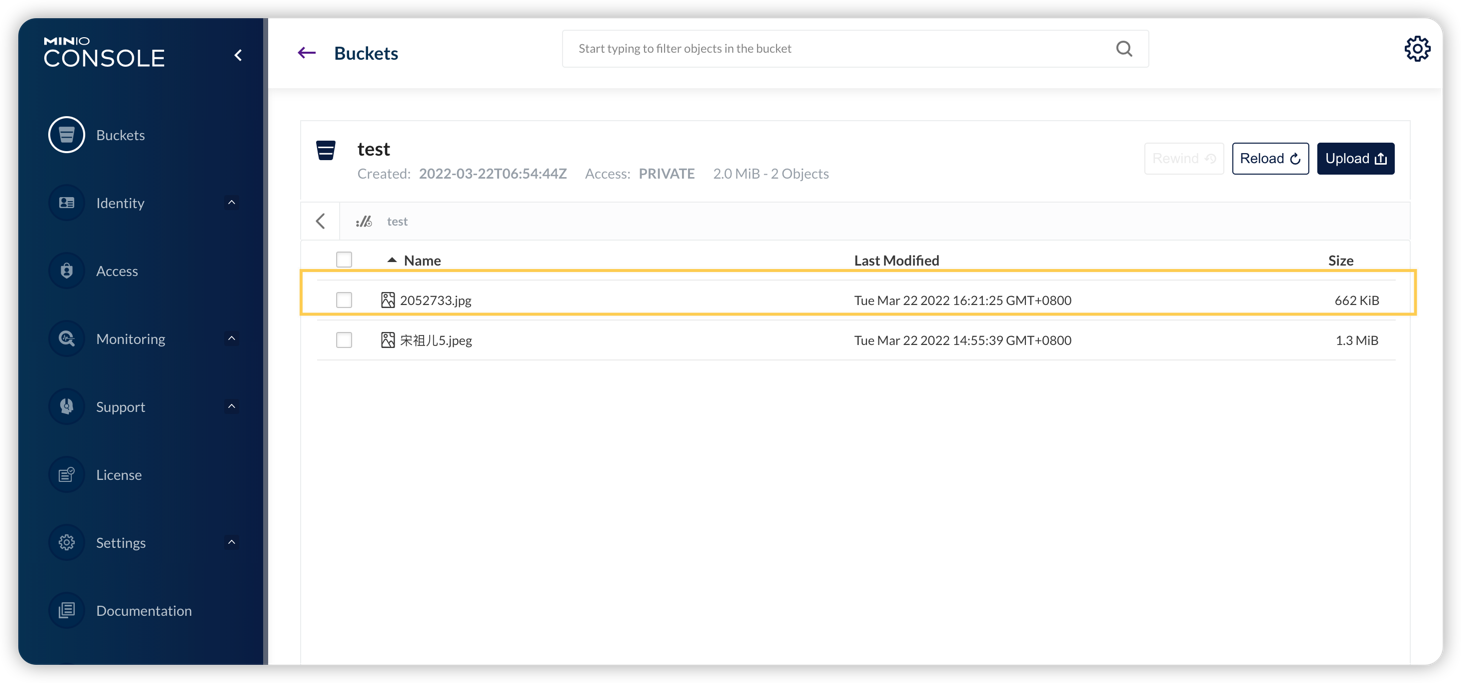 MINIO
CONSOLE
Buckets
Identity
Access
Monitoring
Support
License
Settings
Documentation
Buckets
Start typing to filter objects in the bucket
test
Created: 2022-03-22T06:54:44Z Access: PRIVATE 2.0 MiB - 2 Objects
Rewind
Reload
Upload
test
Name Last Modified Size
2052733.jpg Tue Mar 22 2022 16:21:25 GMT+0800 662 KiB
宋祖儿5.jpeg Tue Mar 22 2022 14:55:39 GMT+0800 1.3 MiB